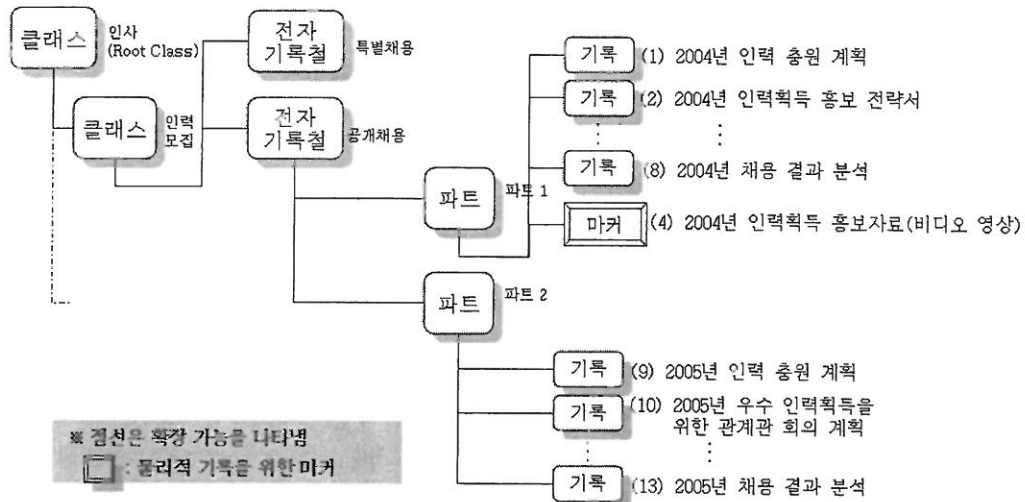 클래스
인사
(Root Class)
전자
기록철
특별채용
클래스
인력
모집
전자
기록철
공개채용
파트
파트 1
기록
(1) 2004년 인력 충원 계획
기록
(2) 2004년 인력획득 홍보 전략서
기록
(8) 2004년 채용 결과 분석
마커
(4) 2004년 인력획득 홍보자료(비디오 영상)
파트
파트 2
기록
(9) 2005년 인력 충원 계획
기록
(10) 2005년 우수 인력획득을
위한 관계관 회의 계획
기록
(13) 2005년 채용 결과 분석
※ 점선은 확장 가능을 나타냄
: 물리적 기록을 위한 마커